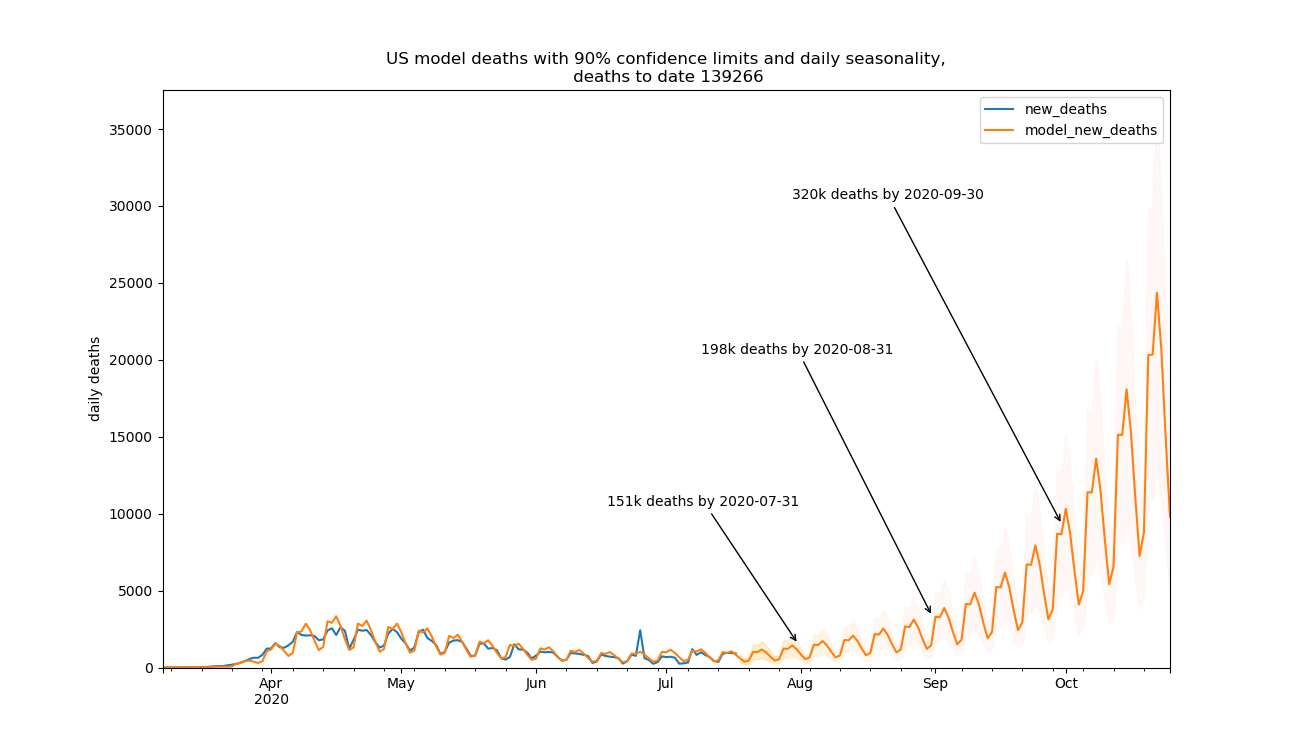 US model deaths with 90% confidence limits and daily seasonality,
deaths to date 139266
new_deaths
model_new_deaths
daily deaths
35000
30000
25000
20000
15000
10000
5000
0
320k deaths by 2020-09-30
198k deaths by 2020-08-31
151k deaths by 2020-07-31
Apr
2020
May
Jun
Jul
Aug
Sep
Oct